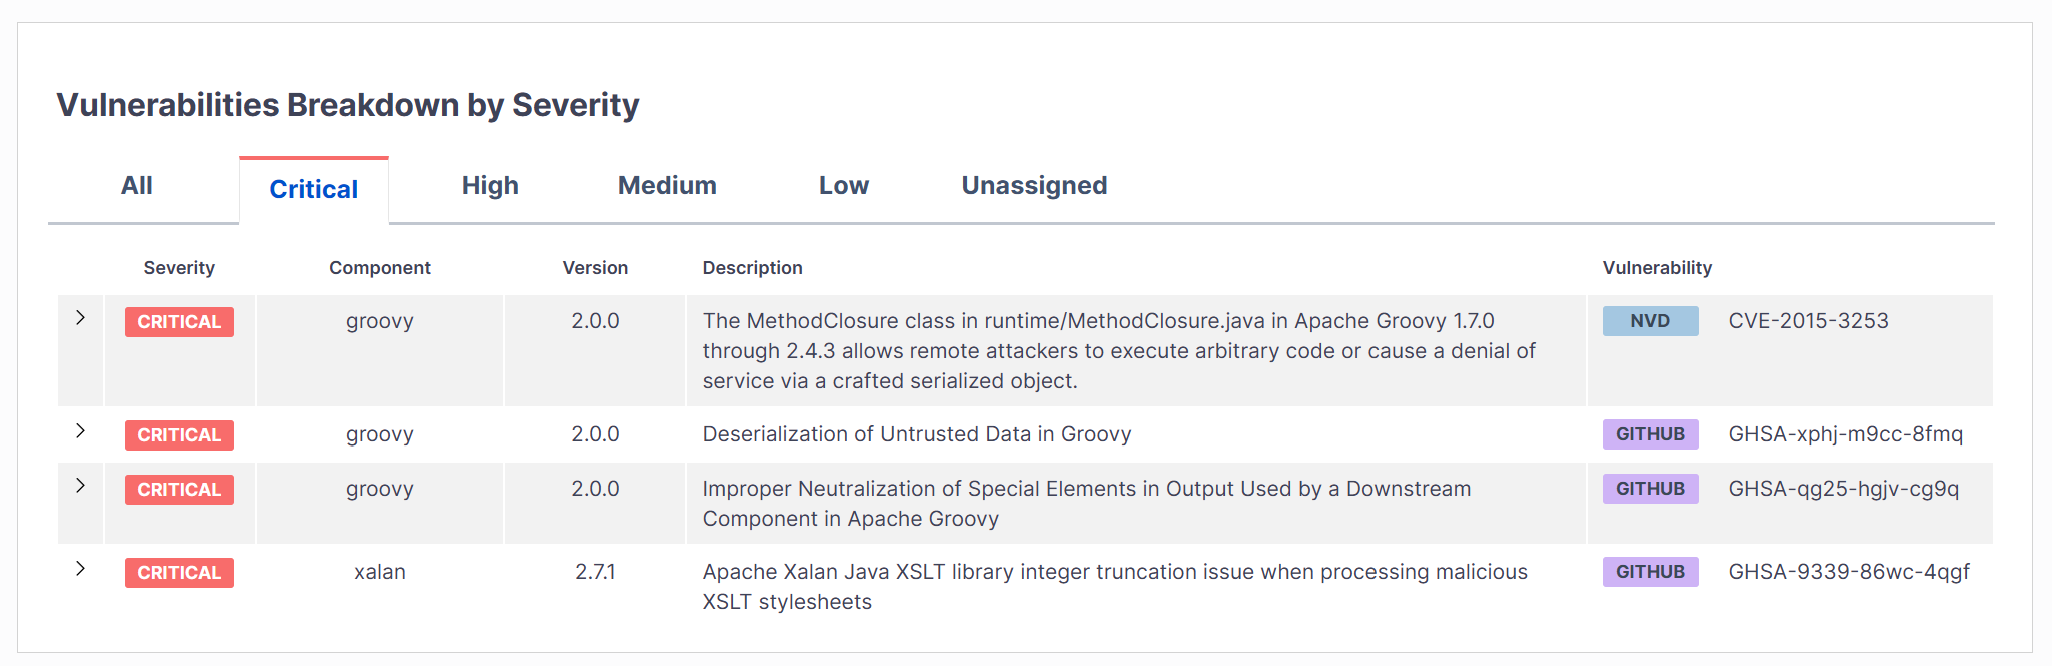 Vulnerabilities Breakdown by Severity
All Critical High Medium Low Unassigned
Severity Component Version Description Vulnerability
CRITICAL groovy 2.0.0 The MethodClosure class in runtime/MethodClosure.java in Apache Groovy 1.7.0 NVD CVE-2015-3253
through 2.4.3 allows remote attackers to execute arbitrary code or cause a denial of
service via a crafted serialized object.
CRITICAL groovy 2.0.0 Deserialization of Untrusted Data in Groovy GITHUB GHSA-xphj-m9cc-8fmq
CRITICAL groovy 2.0.0 Improper Neutralization of Special Elements in Output Used by a Downstream GITHUB GHSA-qg25-hgjv-cg9q
Component in Apache Groovy
CRITICAL xalan 2.7.1 Apache Xalan Java XSLT library integer truncation issue when processing malicious GITHUB GHSA-9339-86wc-4qgf
XSLT stylesheets